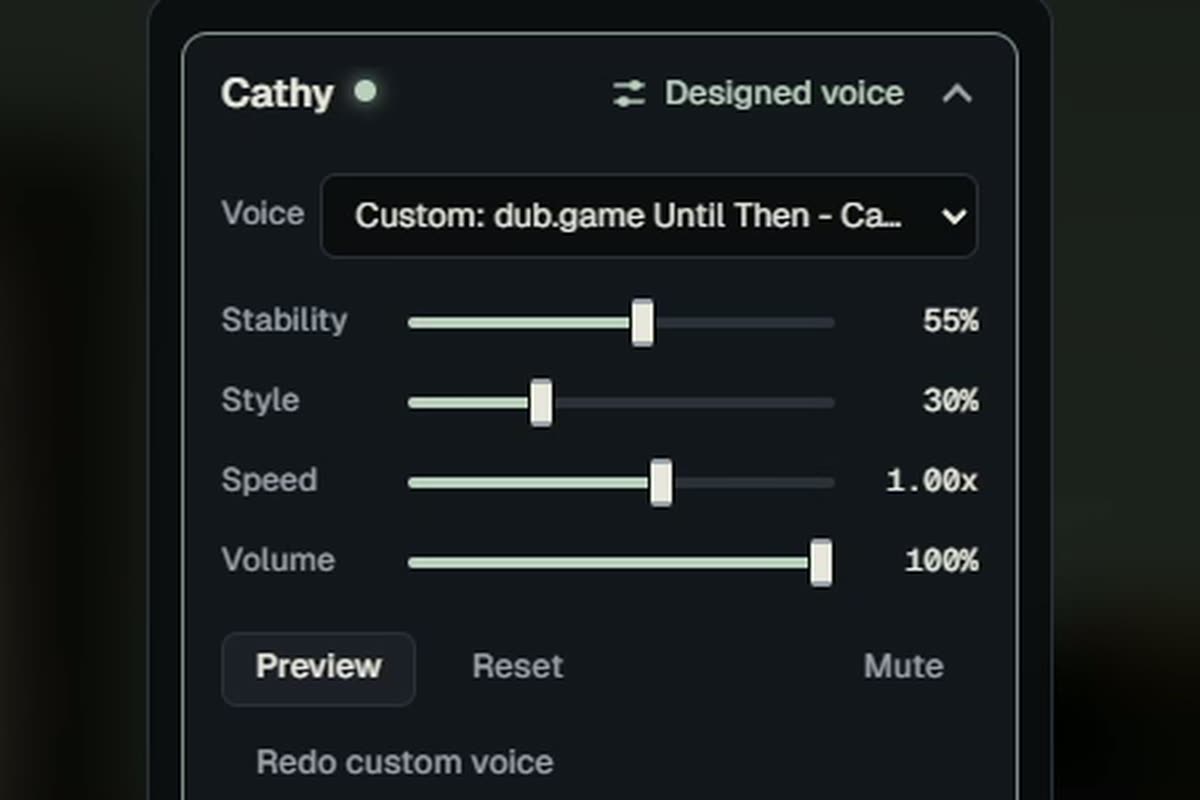 Cathy
Designed voice
Voice
Custom: dub.game Until Then - Ca...
Stability 55%
Style 30%
Speed 1.00x
Volume 100%
Preview Reset Mute
Redo custom voice